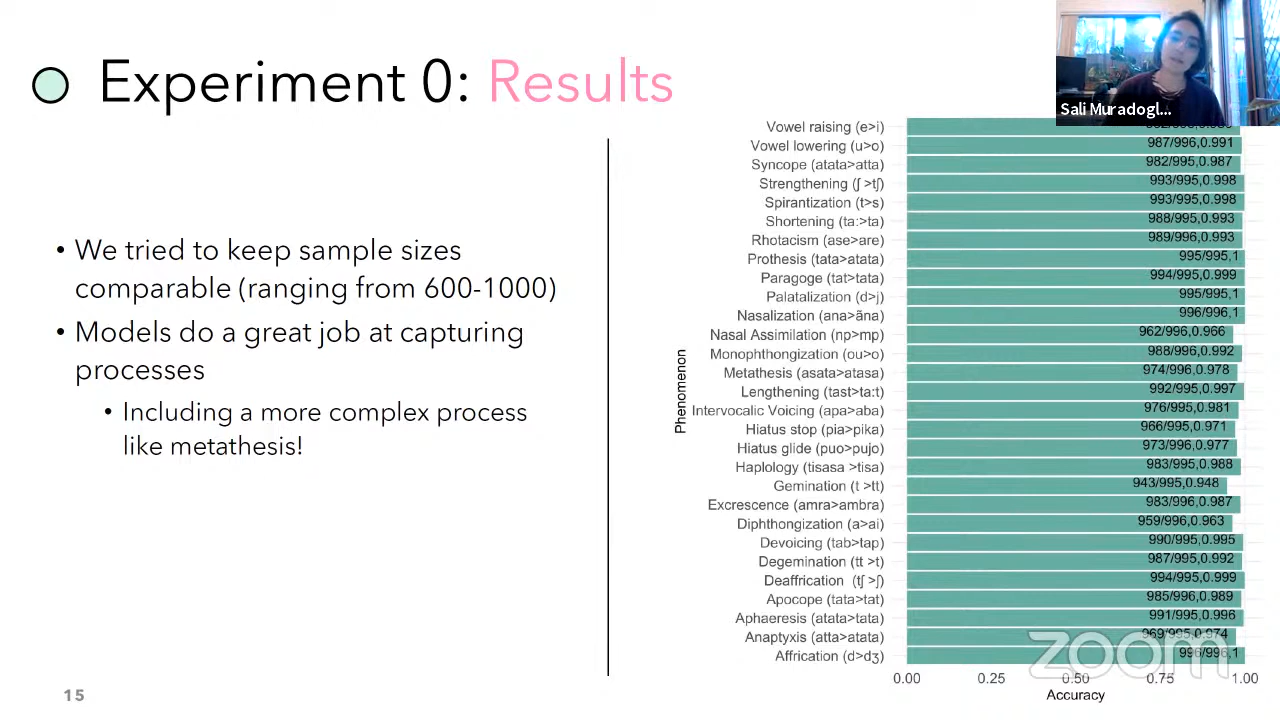 Experiment 0: Results
Sali Muradogl...
• We tried to keep sample sizes
comparable (ranging from 600-1000)
• Models do a great job at capturing
processes
• Including a more complex process
like metathesis!
15
Phenomenon
Vowel raising (e>i)
Vowel lowering (u>o) 987/996,0.991
Syncope (atata>atta) 982/995,0.987
Strengthening (ʃ >tʃ) 993/995,0.998
Spirantization (t>s) 993/995,0.998
Shortening (ta:>ta) 988/995,0.993
Rhotacism (ase>are) 989/996,0.993
Prothesis (tata>atata) 995/995,1
Paragoge (tat>tata) 994/995,0.999
Palatalization (d>j) 995/995,1
Nasalization (ana>ãna) 996/996,1
Nasal Assimilation (np>mp) 962/996,0.966
Monophthongization (ou>o) 988/996,0.992
Metathesis (asata>atasa) 974/996,0.978
Lengthening (tast>ta:t) 992/995,0.997
Intervocalic Voicing (apa>aba) 976/995,0.981
Hiatus stop (pia>pika) 966/995,0.971
Hiatus glide (puo>pujo) 973/996,0.977
Haplology (tisasa >tisa) 983/995,0.988
Gemination (t >tt) 943/995,0.948
Excrescence (amra>ambra) 983/996,0.987
Diphthongization (a>ai) 959/996,0.963
Devoicing (tab>tap) 990/995,0.995
Degemination (tt >t) 987/995,0.992
Deaffrication (tʃ >ʃ) 994/995,0.999
Apocope (tata>tat) 985/996,0.989
Aphaeresis (atata>tata) 991/995,0.996
Anaptyxis (atta>atata) 969/995,0.974
Affrication (d>dʒ) 996/996,1
0.00 0.25 0.50 0.75 1.00
Accuracy
zoom